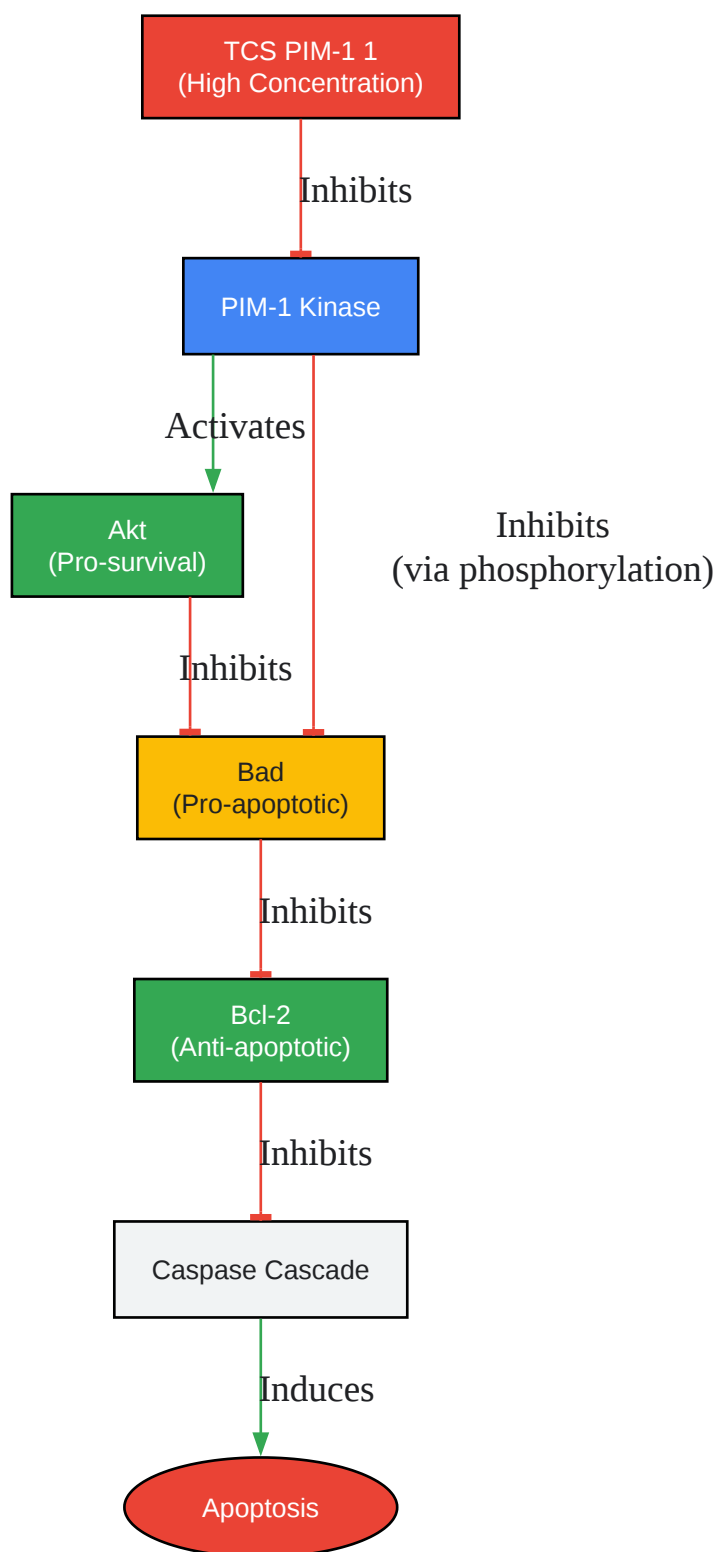 TCS PIM-1 1
(High Concentration)
Inhibits
PIM-1 Kinase
Activates
Akt
(Pro-survival)
Inhibits
(via phosphorylation)
Inhibits
Bad
(Pro-apoptotic)
Inhibits
Bcl-2
(Anti-apoptotic)
Inhibits
Caspase Cascade
Induces
Apoptosis